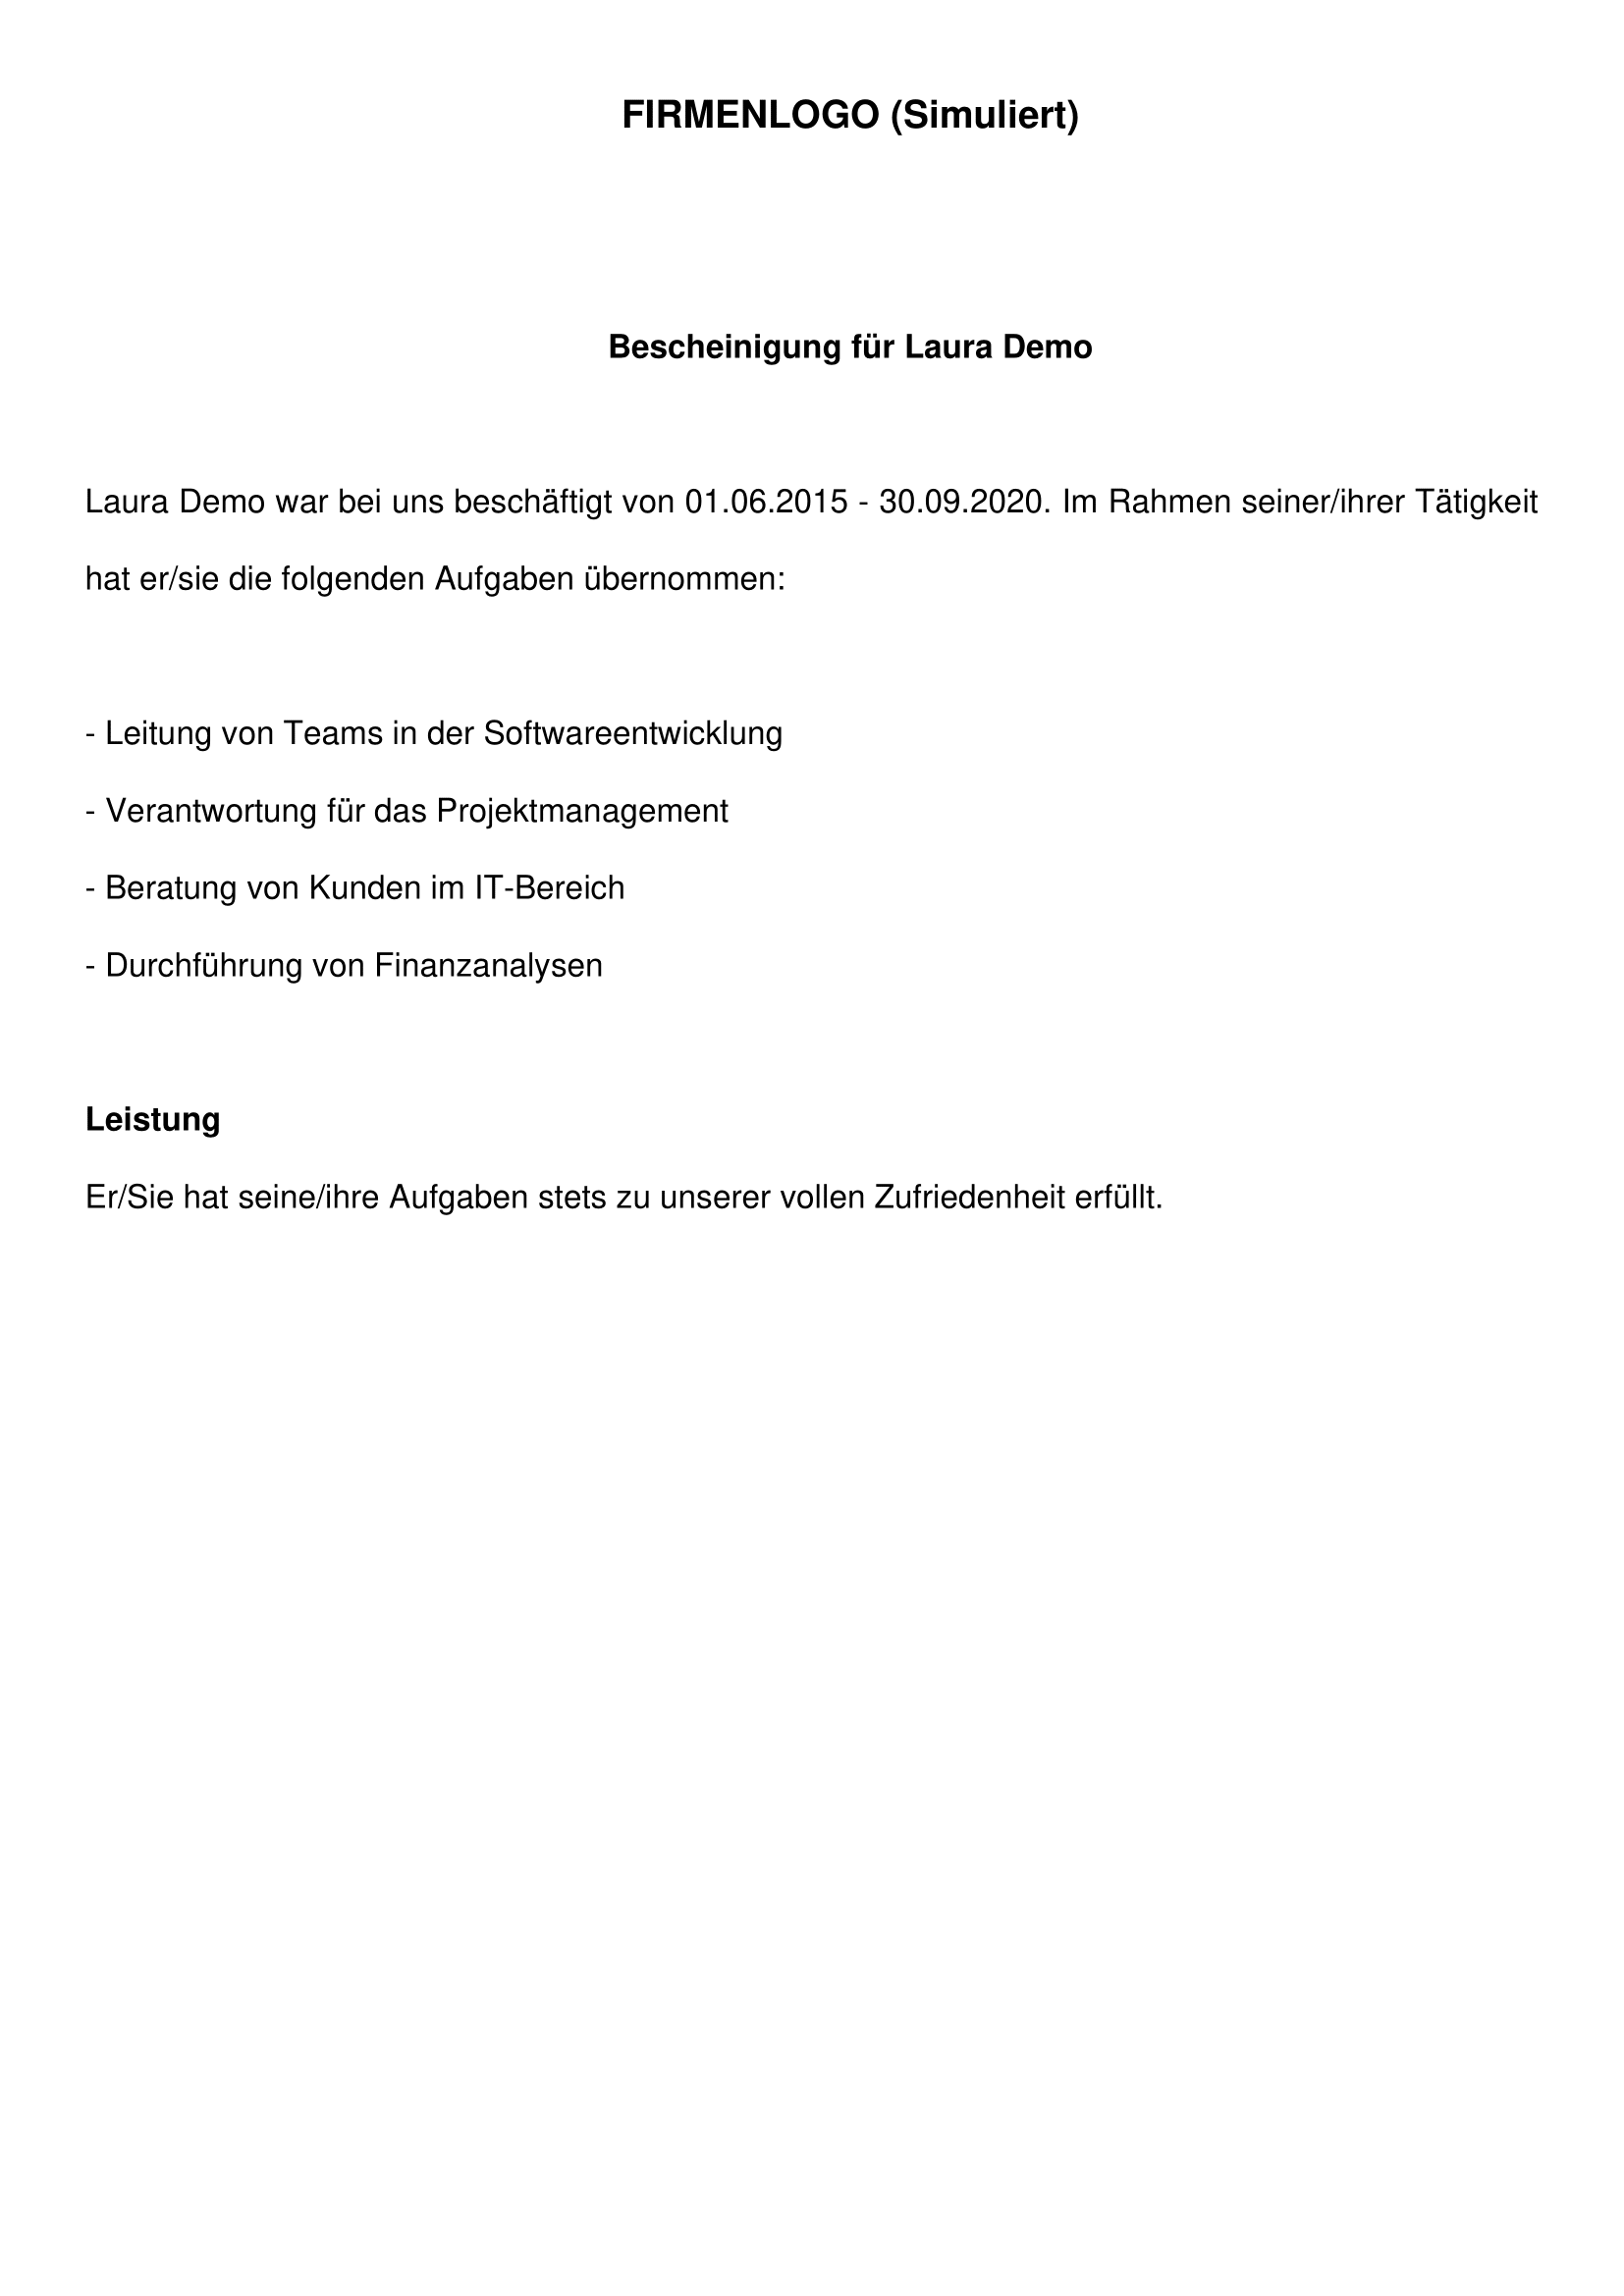 FIRMENLOGO (Simuliert)
Bescheinigung für Laura Demo
Laura Demo war bei uns beschäftigt von 01.06.2015 - 30.09.2020. Im Rahmen seiner/ihrer Tätigkeit
hat er/sie die folgenden Aufgaben übernommen:
- Leitung von Teams in der Softwareentwicklung
- Verantwortung für das Projektmanagement
- Beratung von Kunden im IT-Bereich
- Durchführung von Finanzanalysen
Leistung
Er/Sie hat seine/ihre Aufgaben stets zu unserer vollen Zufriedenheit erfüllt.